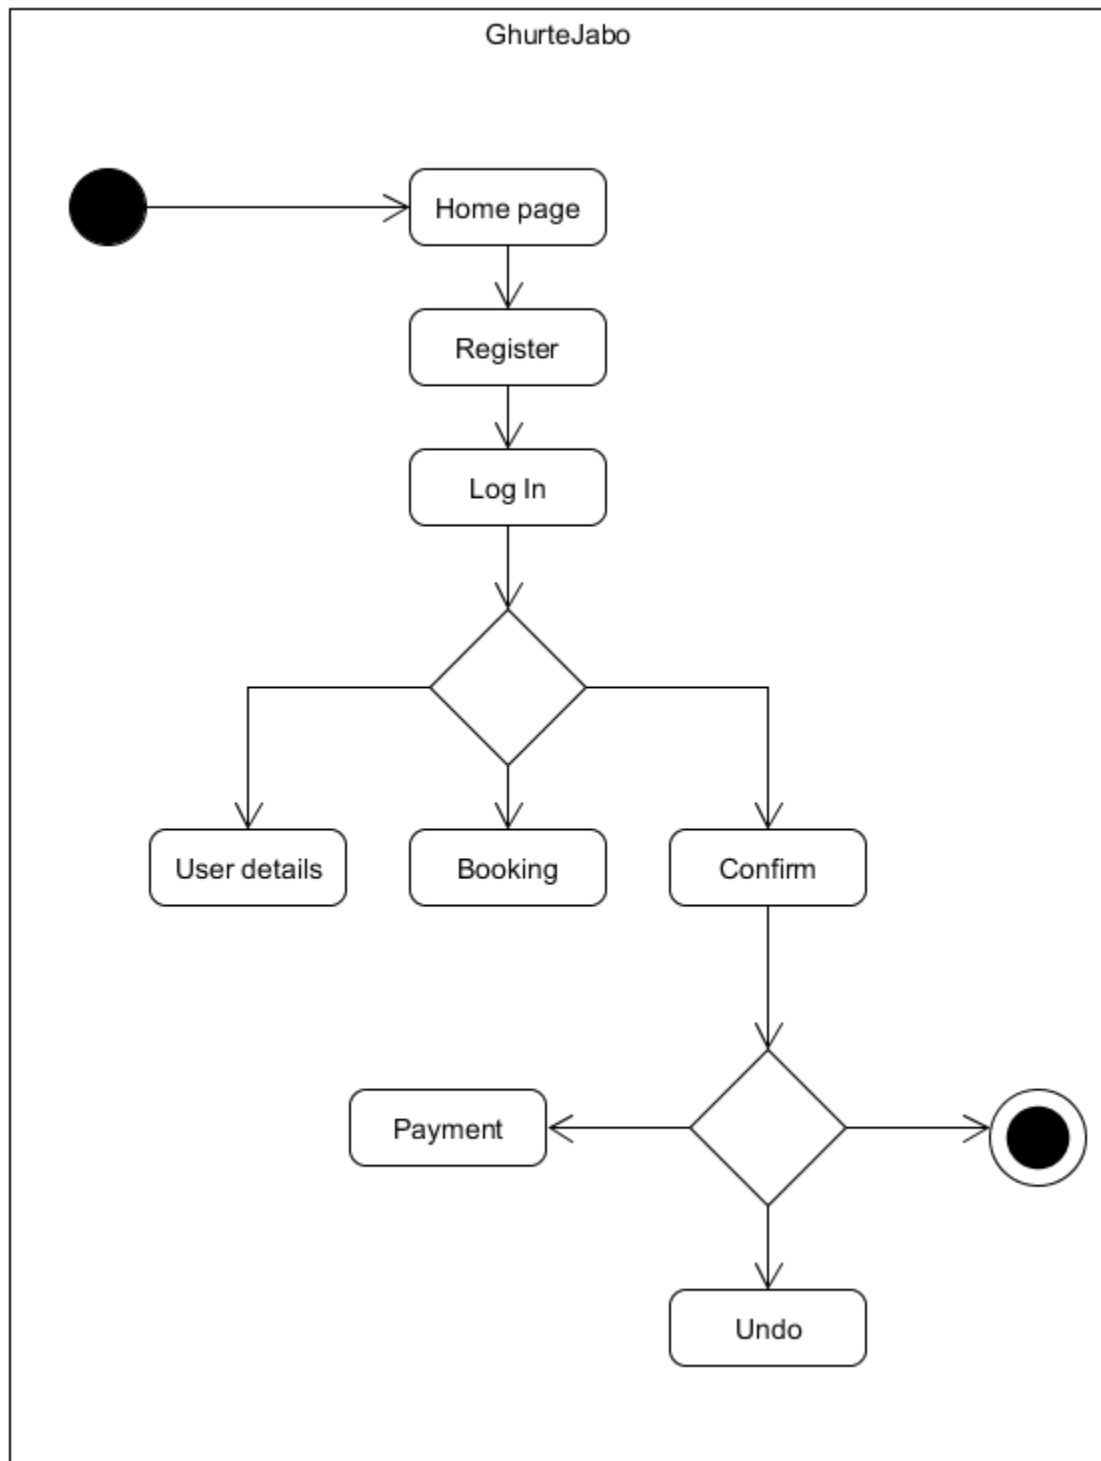 GhurteJabo
Home page
Register
Log In
User details
Booking
Confirm
Payment
Undo